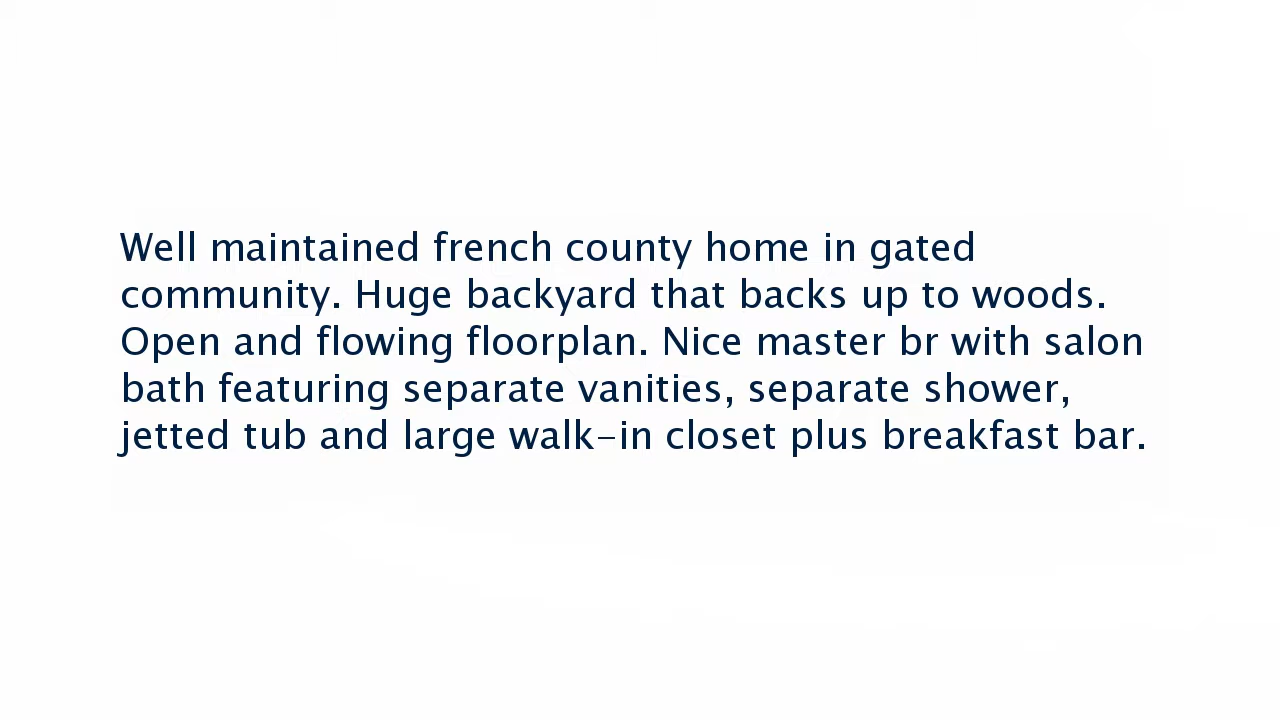 Well maintained french county home in gated
community. Huge backyard that backs up to woods.
Open and flowing floorplan. Nice master br with salon
bath featuring separate vanities, separate shower,
jetted tub and large walk-in closet plus breakfast bar.